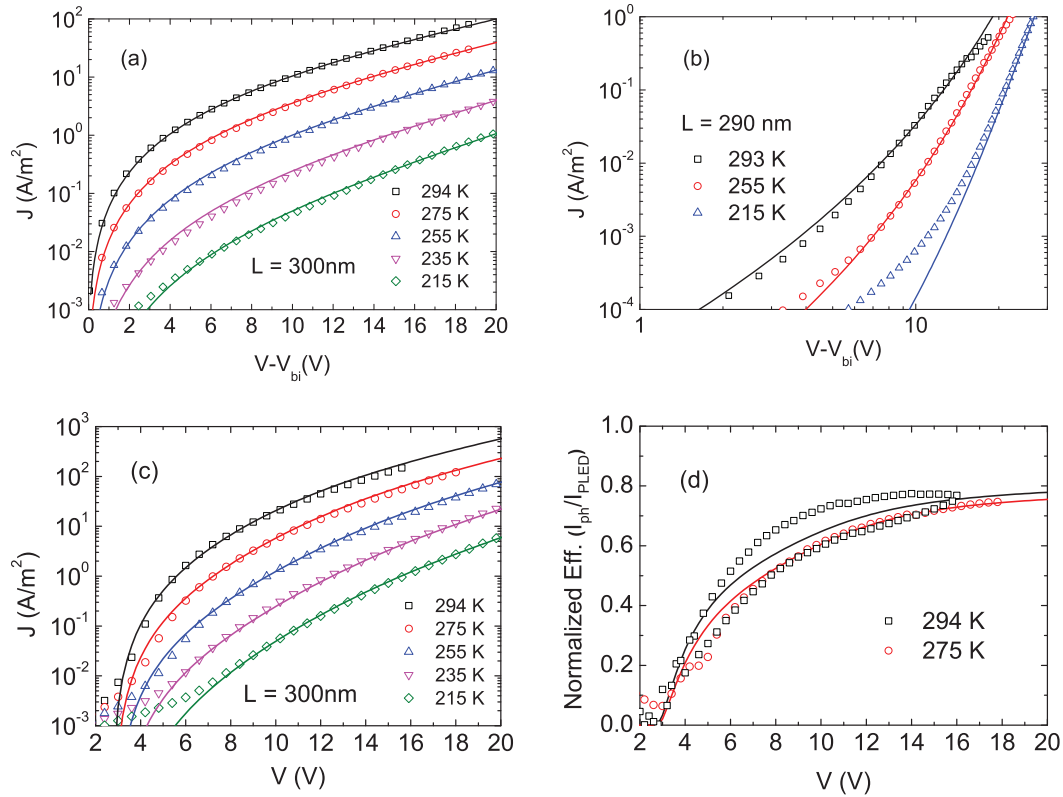 (a)
J (A/m²)
10²
10¹
10⁰
10⁻¹
10⁻²
10⁻³
294 K
275 K
255 K
235 K
215 K
L = 300nm
0 2 4 6 8 10 12 14 16 18 20
V-V_bi(V)
(b)
J (A/m²)
10⁰
10⁻¹
10⁻²
10⁻³
10⁻⁴
L = 290 nm
293 K
255 K
215 K
1 10
V-V_bi(V)
(c)
J (A/m²)
10³
10²
10¹
10⁰
10⁻¹
10⁻²
10⁻³
294 K
275 K
255 K
235 K
215 K
L = 300nm
2 4 6 8 10 12 14 16 18 20
V (V)
(d)
Normalized Eff. (I_ph/I_PLED)
1.0
0.8
0.6
0.4
0.2
0.0
294 K
275 K
2 4 6 8 10 12 14 16 18 20
V (V)